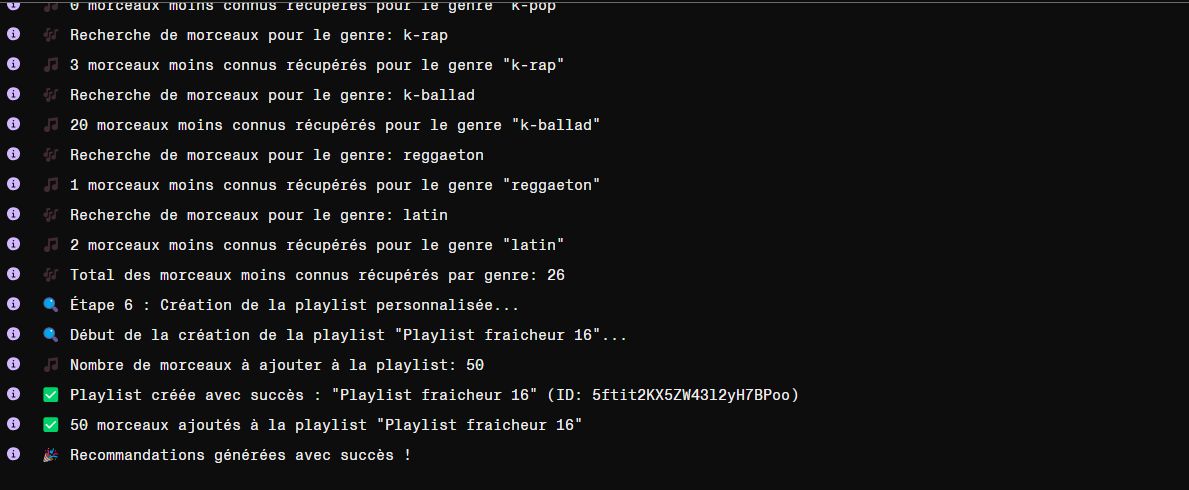 0 morceaux moins connus récupérés pour le genre "k-pop"
Recherche de morceaux pour le genre: k-rap
3 morceaux moins connus récupérés pour le genre "k-rap"
Recherche de morceaux pour le genre: k-ballad
20 morceaux moins connus récupérés pour le genre "k-ballad"
Recherche de morceaux pour le genre: reggaeton
1 morceaux moins connus récupérés pour le genre "reggaeton"
Recherche de morceaux pour le genre: latin
2 morceaux moins connus récupérés pour le genre "latin"
Total des morceaux moins connus récupérés par genre: 26
Étape 6 : Création de la playlist personnalisée...
Début de la création de la playlist "Playlist fraicheur 16"...
Nombre de morceaux à ajouter à la playlist: 50
Playlist créée avec succès : "Playlist fraicheur 16" (ID: 5ftit2KX5ZW43l2yH7BPoo)
50 morceaux ajoutés à la playlist "Playlist fraicheur 16"
Recommandations générées avec succès !